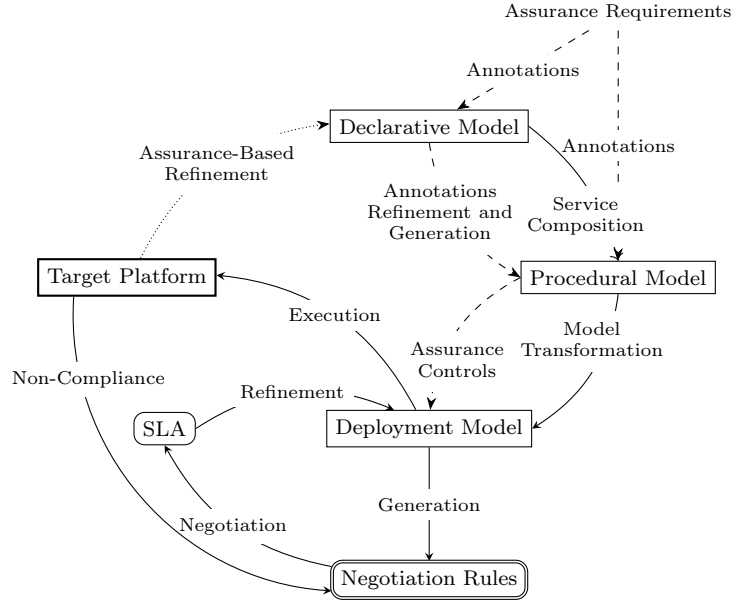 Assurance Requirements
Annotations
Declarative Model
Assurance-Based
Refinement
Annotations
Annotations
Refinement and
Generation
Service
Composition
Target Platform
Procedural Model
Execution
Model
Transformation
Assurance
Controls
Non-Compliance
Refinement
SLA
Deployment Model
Generation
Negotiation
Negotiation Rules